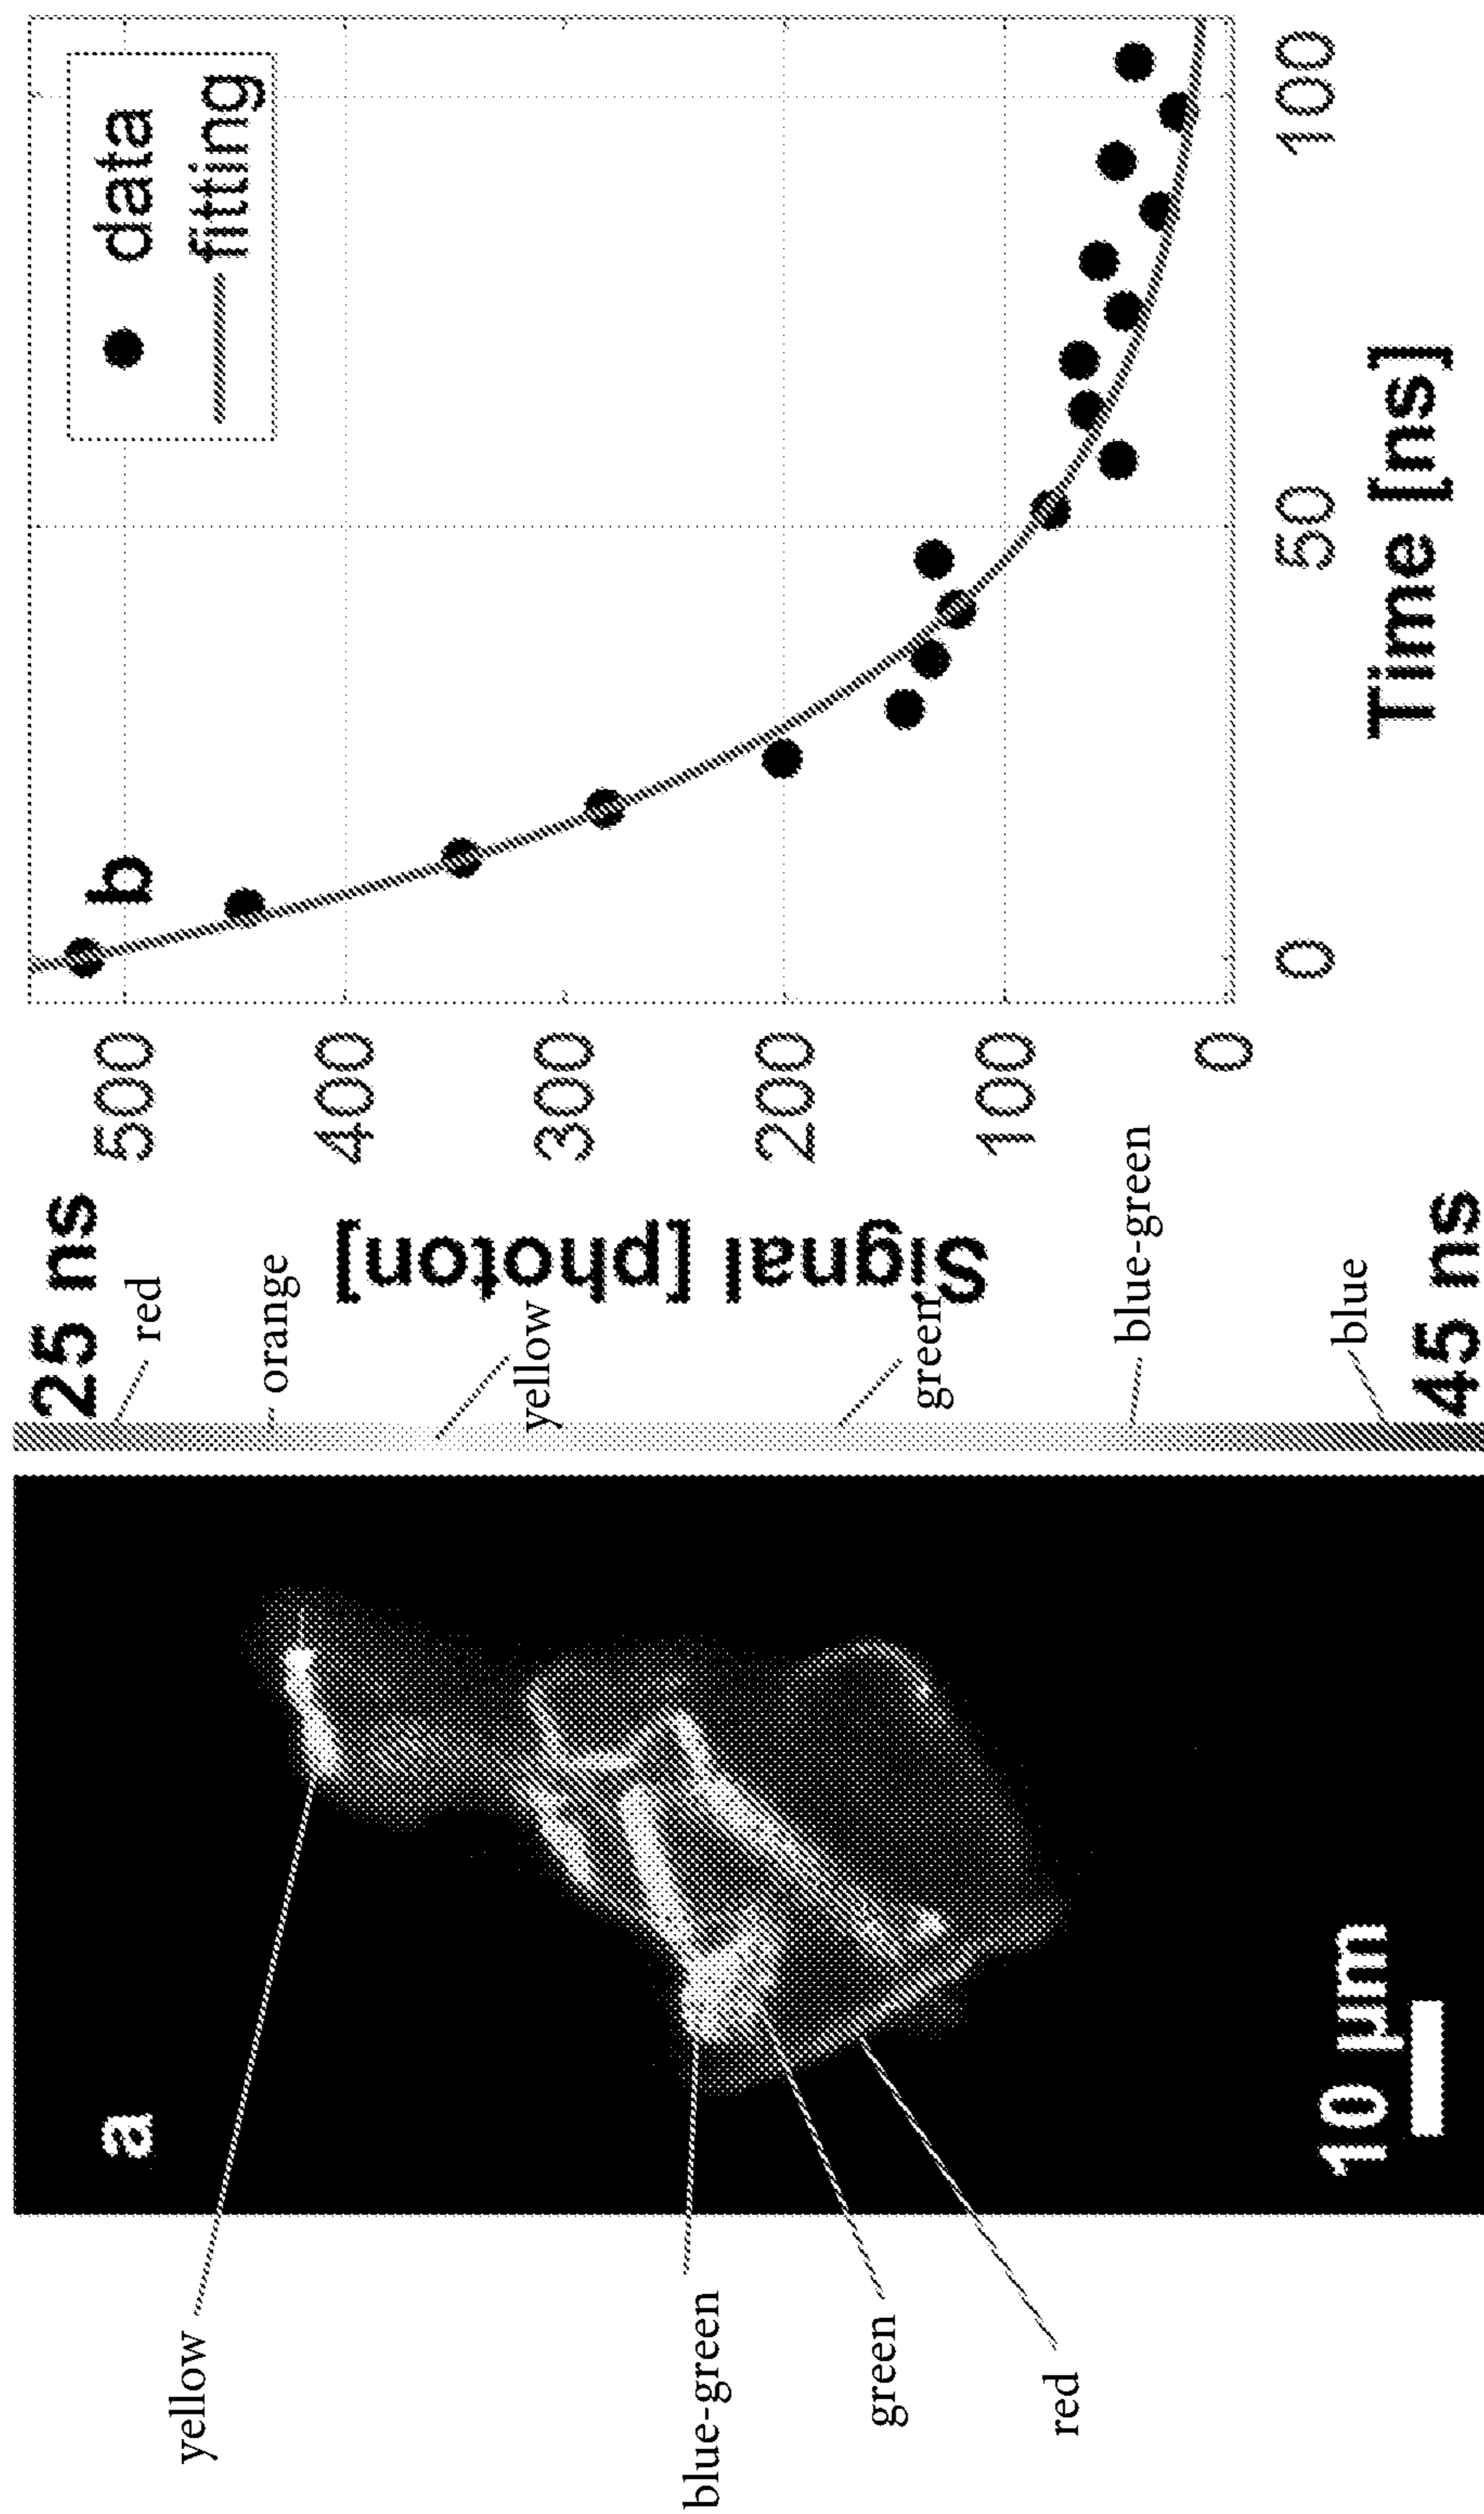 a
yellow
blue-green
green
red
10 µm
25 ns
red
orange
yellow
green
blue-green
blue
45 ns
b
data
fitting
Signal [photon]
500
400
300
200
100
0
0
50
100
Time [ns]